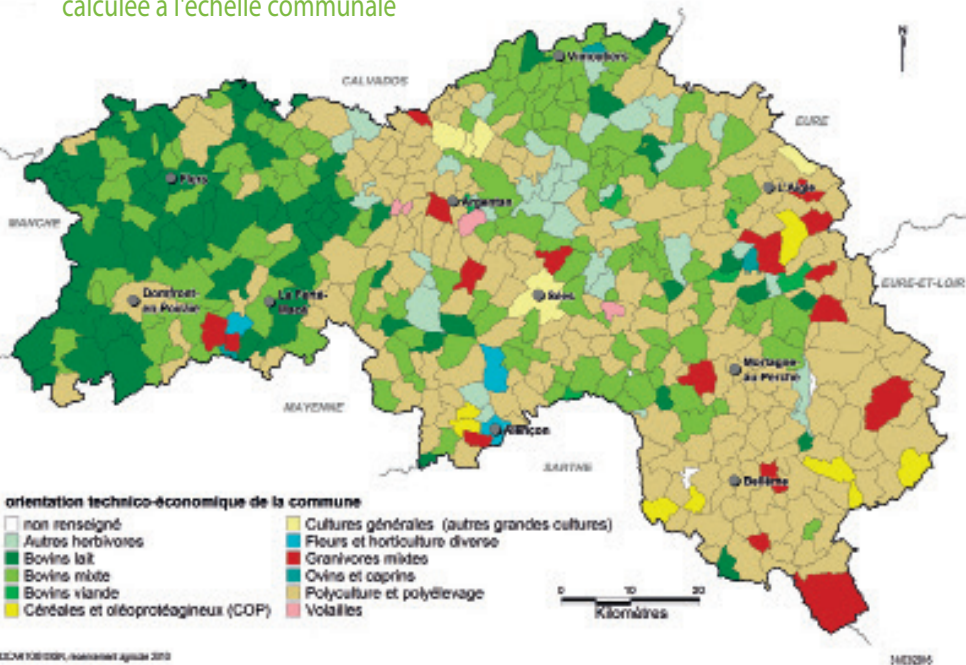 calculée à l'échelle communale
N
Vimoutiers
CALVADOS
EURE
Flers
L'Aigle
Argentan
MANCHE
EURE-ET-LOIR
Domfront-
en Poiraie
La Ferté-
Macé
Sées
Mortagne-
au Perche
MAYENNE
Alençon
SARTHE
Bellême
orientation technico-économique de la commune
non renseigné
Autres herbivores
Bovins lait
Bovins mixte
Bovins viande
Céréales et oléoprotéagineux (COP)
Cultures générales (autres grandes cultures)
Fleurs et horticulture diverse
Granivores mixtes
Ovins et caprins
Polyculture et polyélevage
Volailles
0 10 20
Kilomètres
recensement agricole 2010